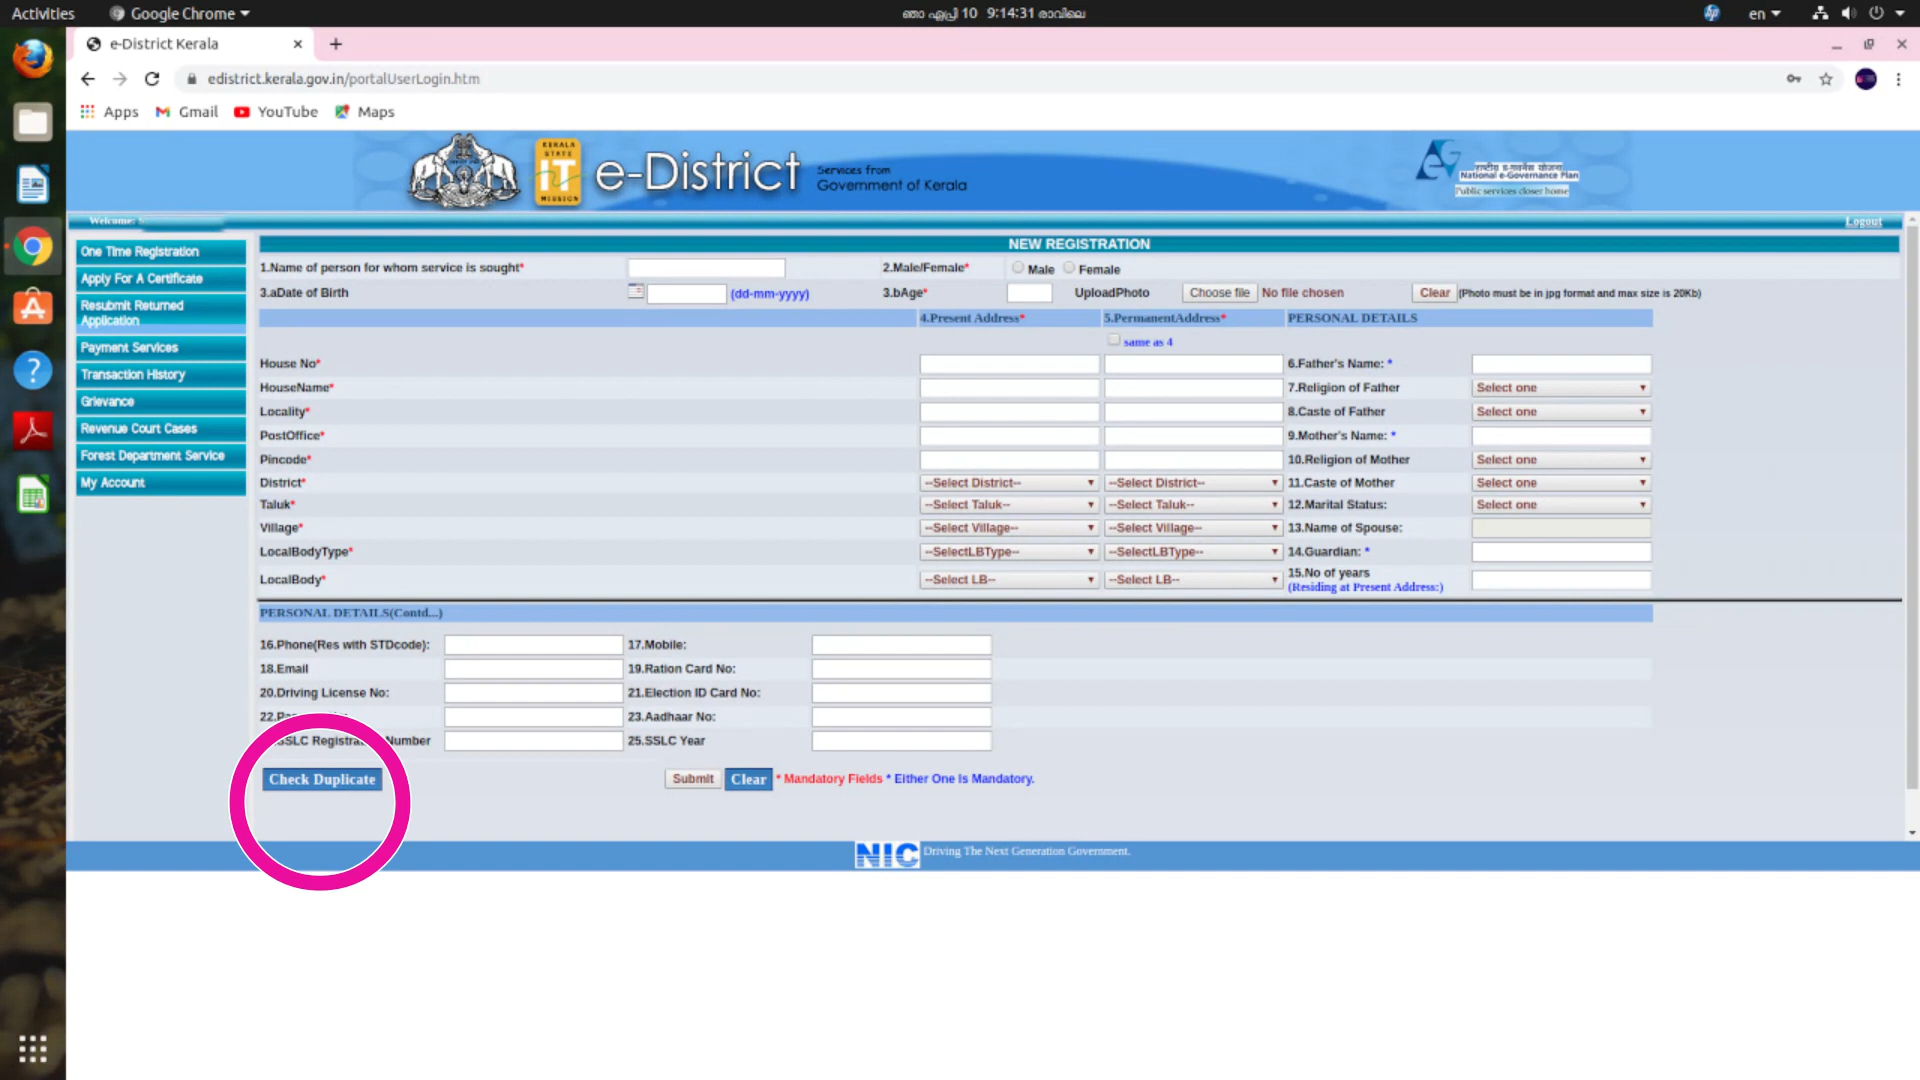 Activities Google Chrome ഞാ ഏപ്രി 10 9:14:31 രാവിലെ en
e-District Kerala
edistrict.kerala.gov.in/portalUserLogin.htm
Apps Gmail YouTube Maps
KERALA STATE IT MISSION
e-District Services from Government of Kerala
राष्ट्रीय ई-गवर्नेंस योजना
National e-Governance Plan
Public services closer home
Welcome: Logout
One Time Registration
Apply For A Certificate
Resubmit Returned
Application
Payment Services
Transaction History
Grievance
Revenue Court Cases
Forest Department Service
My Account
NEW REGISTRATION
1.Name of person for whom service is sought* 2.Male/Female* Male Female
3.aDate of Birth (dd-mm-yyyy) 3.bAge* UploadPhoto Choose file No file chosen Clear (Photo must be in jpg format and max size is 20Kb)
4.Present Address* 5.PermanentAddress* PERSONAL DETAILS
same as 4
House No* 6.Father's Name: *
HouseName* 7.Religion of Father Select one
Locality* 8.Caste of Father Select one
PostOffice* 9.Mother's Name: *
Pincode* 10.Religion of Mother Select one
District* --Select District-- --Select District-- 11.Caste of Mother Select one
Taluk* --Select Taluk-- --Select Taluk-- 12.Marital Status: Select one
Village* --Select Village-- --Select Village-- 13.Name of Spouse:
LocalBodyType* --SelectLBType-- --SelectLBType-- 14.Guardian: *
LocalBody* --Select LB-- --Select LB-- 15.No of years
(Residing at Present Address:)
PERSONAL DETAILS(Contd...)
16.Phone(Res with STDcode): 17.Mobile:
18.Email 19.Ration Card No:
20.Driving License No: 21.Election ID Card No:
23.Aadhaar No:
SSLC Number 25.SSLC Year
Check Duplicate Submit Clear * Mandatory Fields * Either One Is Mandatory.
NIC Driving The Next Generation Government.